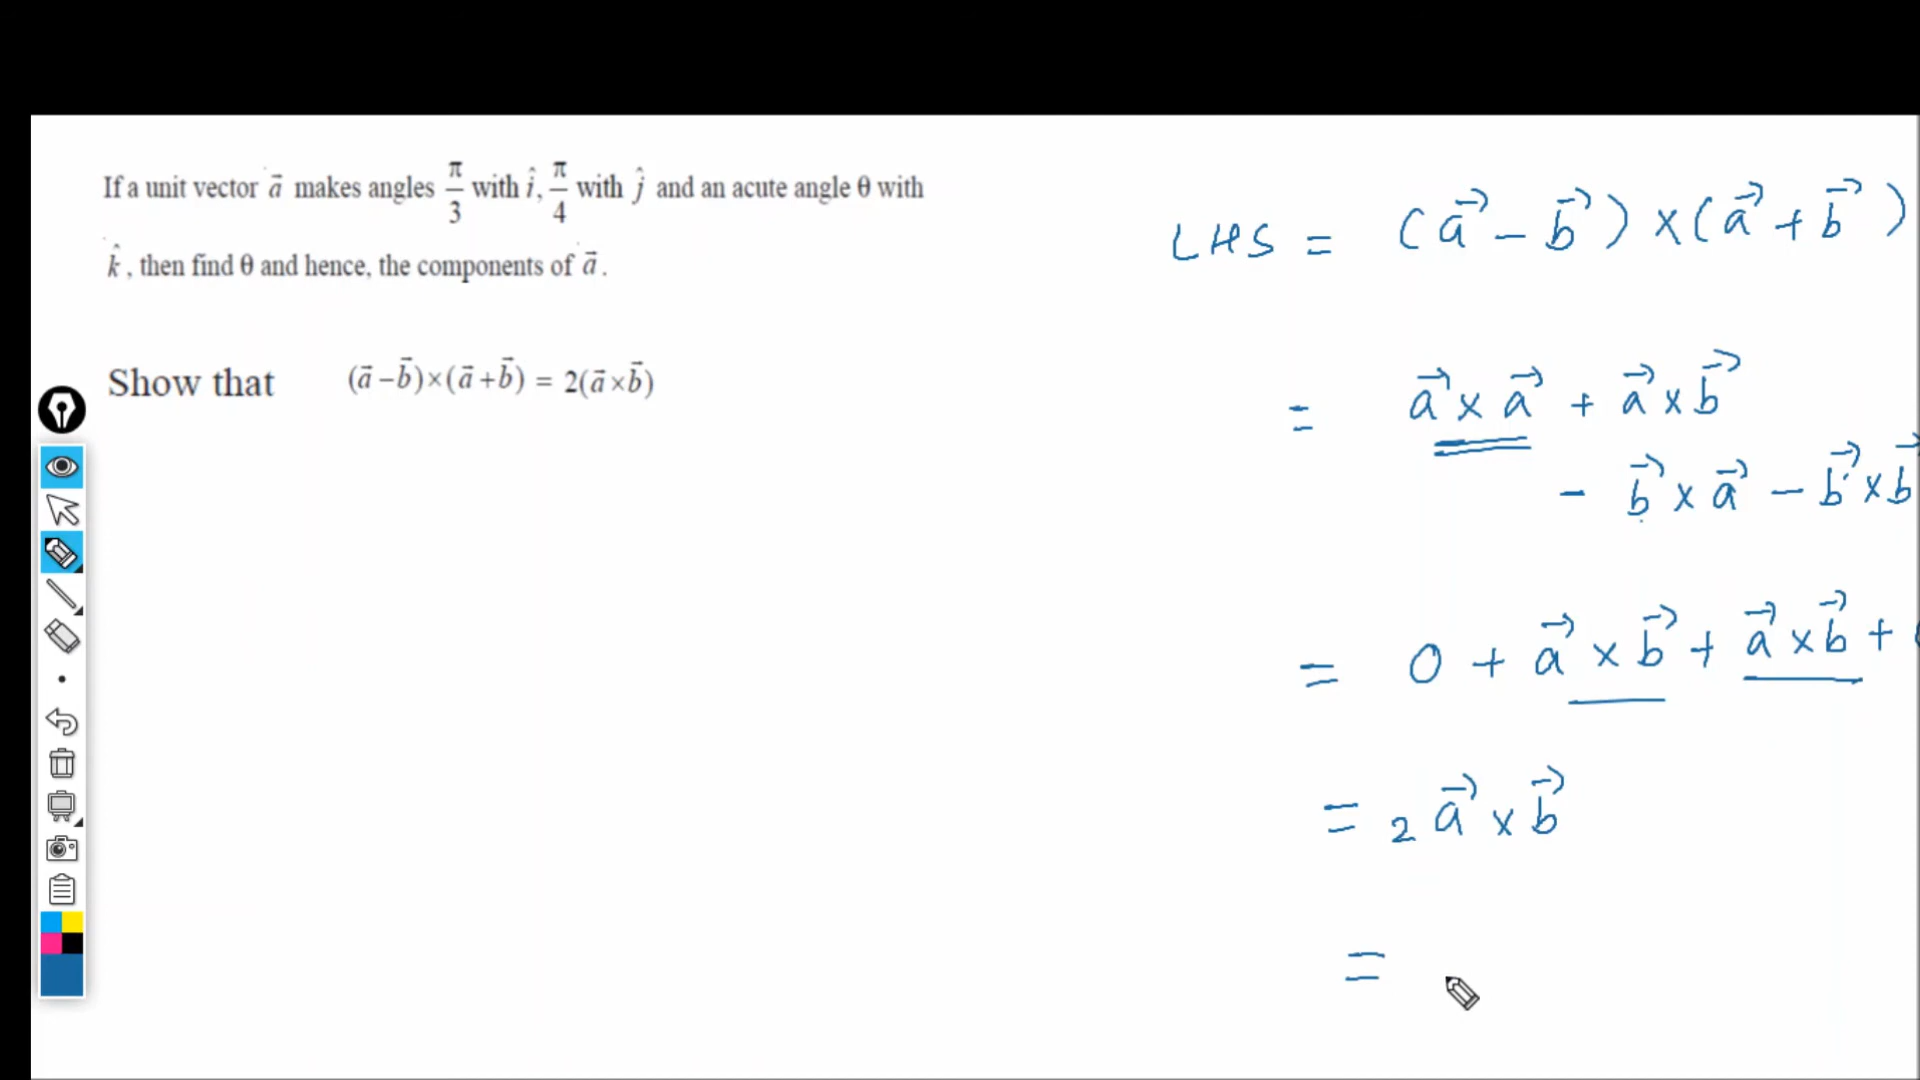 If a unit vector a⃗ makes angles π/3 with î, π/4 with ĵ and an acute angle θ with
k̂, then find θ and hence, the components of a⃗.
Show that (a⃗ − b⃗) × (a⃗ + b⃗) = 2(a⃗ × b⃗)
LHS = (a⃗ − b⃗) × (a⃗ + b⃗)
= a⃗ × a⃗ + a⃗ × b⃗
− b⃗ × a⃗ − b⃗ × b⃗
= 0 + a⃗ × b⃗ + a⃗ × b⃗ +
= 2 a⃗ × b⃗
=